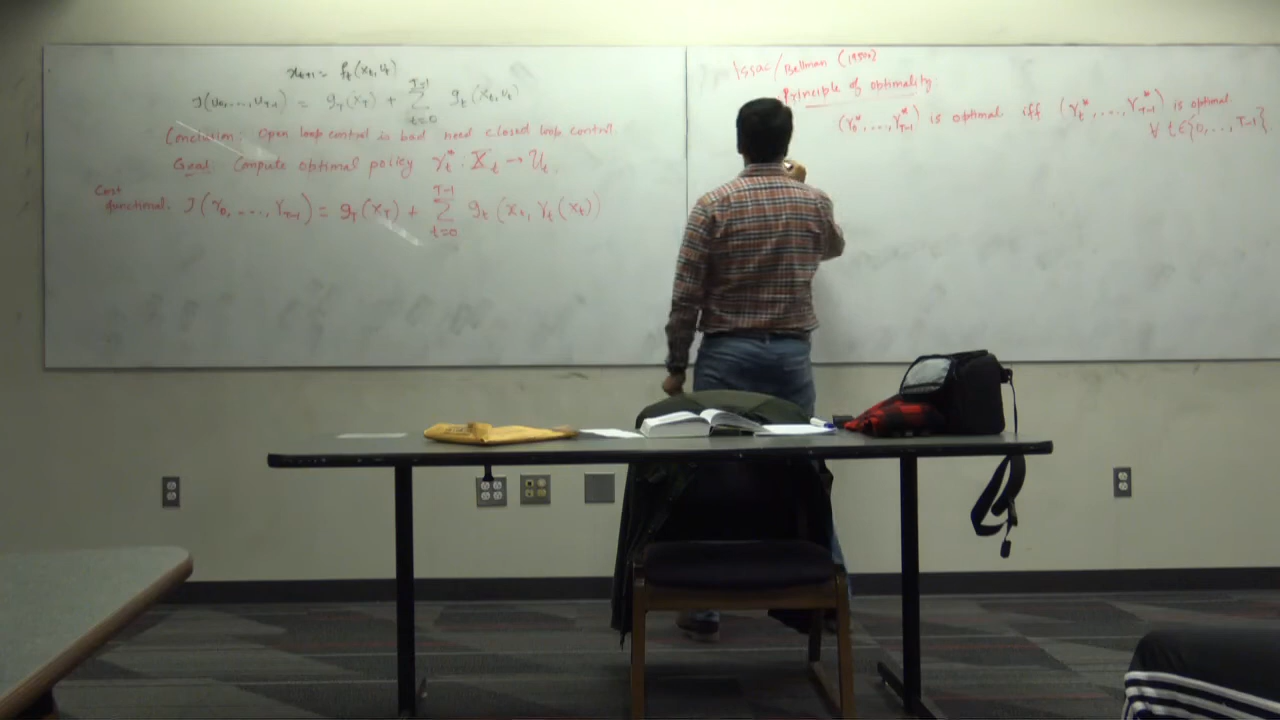 x_{t+1} = f_t(x_t, u_t)
J(u_0, ..., u_{T-1}) = g_T(x_T) + \sum_{t=0}^{T-1} g_t(x_t, u_t)
Conclusion: Open loop control is bad need closed loop control.
Goal: Compute optimal policy γ_t^* : X_t → U_t.
Cost functional. J(γ_0, ..., γ_{T-1}) = g_T(x_T) + \sum_{t=0}^{T-1} g_t(x_t, γ_t(x_t))
Issac/Bellman (1950s)
Principle of optimality:
(γ_0^*, ..., γ_{T-1}^*) is optimal iff (γ_t^*, ..., γ_{T-1}^*) is optimal.
∀ t∈{0, ..., T-1}.